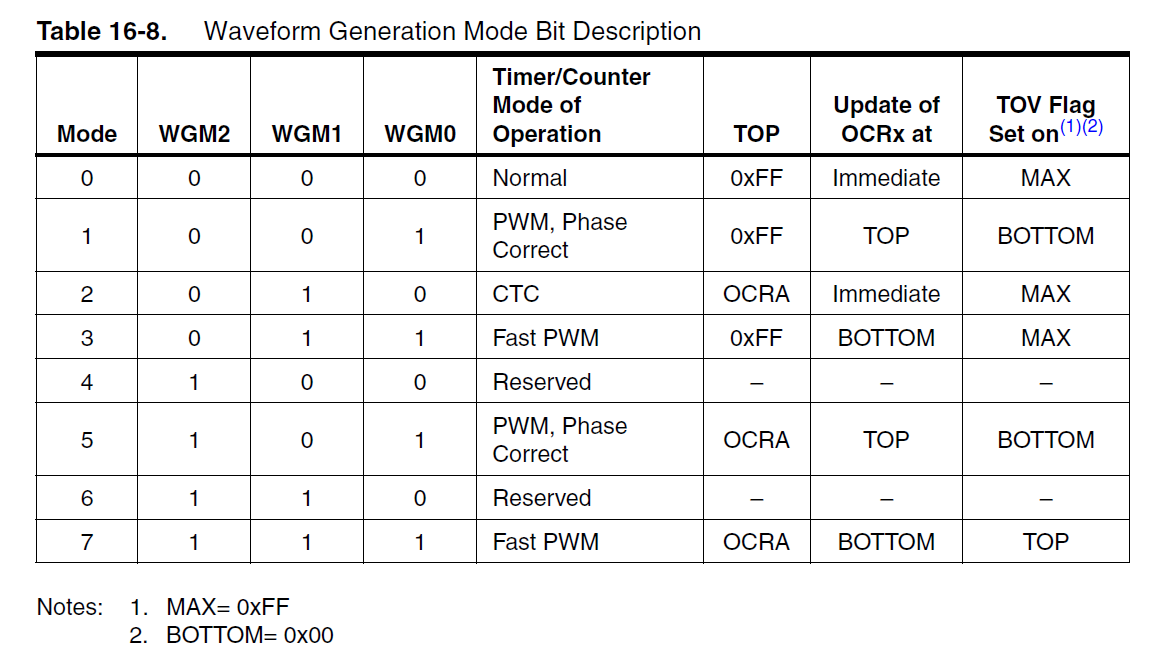 Table 16-8. Waveform Generation Mode Bit Description
Mode WGM2 WGM1 WGM0 Timer/Counter Mode of Operation TOP Update of OCRx at TOV Flag Set on(1)(2)
0 0 0 0 Normal 0xFF Immediate MAX
1 0 0 1 PWM, Phase Correct 0xFF TOP BOTTOM
2 0 1 0 CTC OCRA Immediate MAX
3 0 1 1 Fast PWM 0xFF BOTTOM MAX
4 1 0 0 Reserved – – –
5 1 0 1 PWM, Phase Correct OCRA TOP BOTTOM
6 1 1 0 Reserved – – –
7 1 1 1 Fast PWM OCRA BOTTOM TOP
Notes: 1. MAX= 0xFF
2. BOTTOM= 0x00